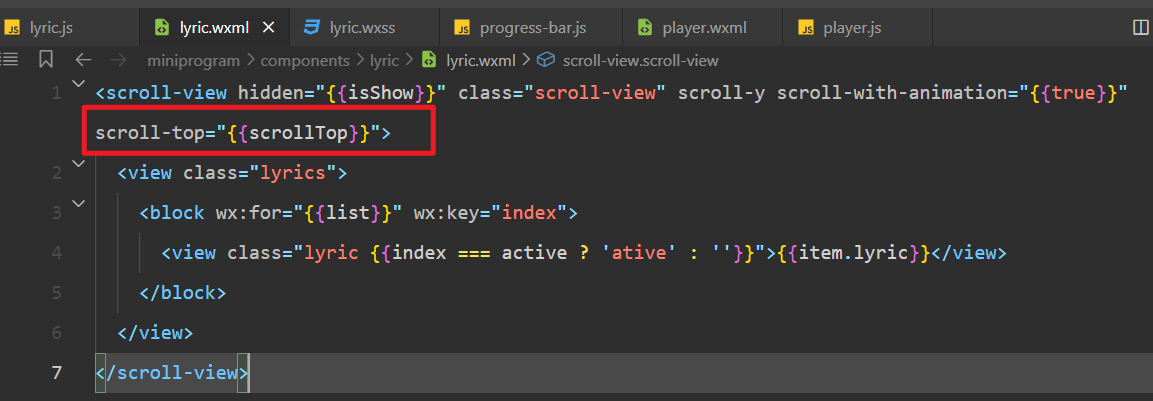 JS lyric.js lyric.wxml × lyric.wxss JS progress-bar.js player.wxml JS player.js
miniprogram > components > lyric > lyric.wxml > scroll-view.scroll-view
1 <scroll-view hidden="{{isShow}}" class="scroll-view" scroll-y scroll-with-animation="{{true}}"
scroll-top="{{scrollTop}}">
2 <view class="lyrics">
3 <block wx:for="{{list}}" wx:key="index">
4 <view class="lyric {{index === active ? 'ative' : ''}}">{{item.lyric}}</view>
5 </block>
6 </view>
7 </scroll-view>